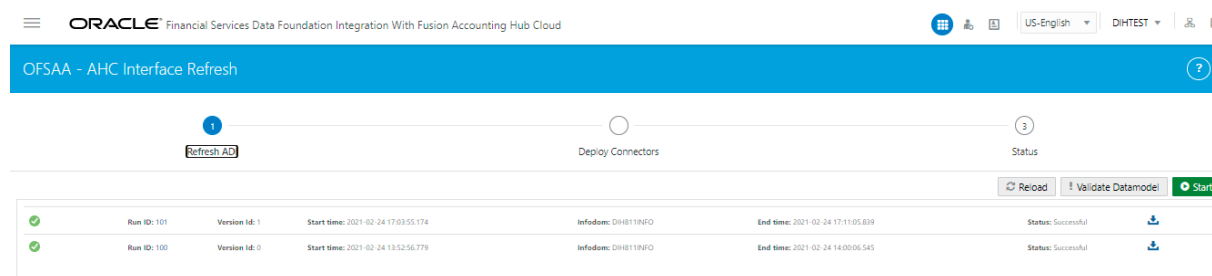 ORACLE® Financial Services Data Foundation Integration With Fusion Accounting Hub Cloud US-English DIHTEST
OFSAA - AHC Interface Refresh ?
1 3
Refresh ADI Deploy Connectors Status
Reload ! Validate Datamodel Start
Run ID: 101 Version Id: 1 Start time: 2021-02-24 17:03:55.174 Infodom: DIH811INFO End time: 2021-02-24 17:11:05.839 Status: Successful
Run ID: 100 Version Id: 0 Start time: 2021-02-24 13:52:56.779 Infodom: DIH811INFO End time: 2021-02-24 14:00:06.545 Status: Successful